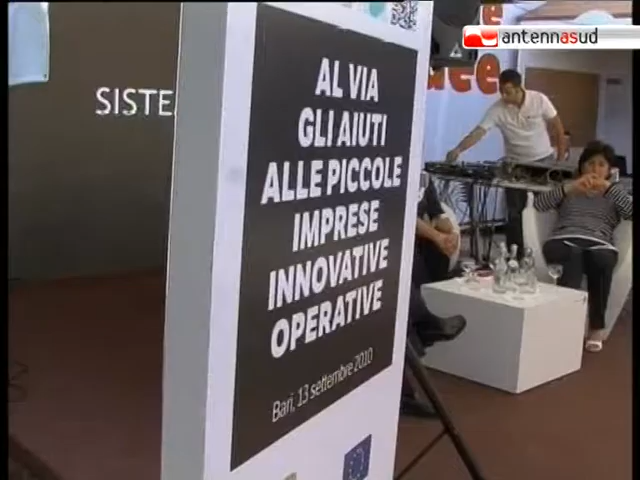 antennasud
SISTE
AL VIA
GLI AIUTI
ALLE PICCOLE
IMPRESE
INNOVATIVE
OPERATIVE
Bari, 13 settembre 2010